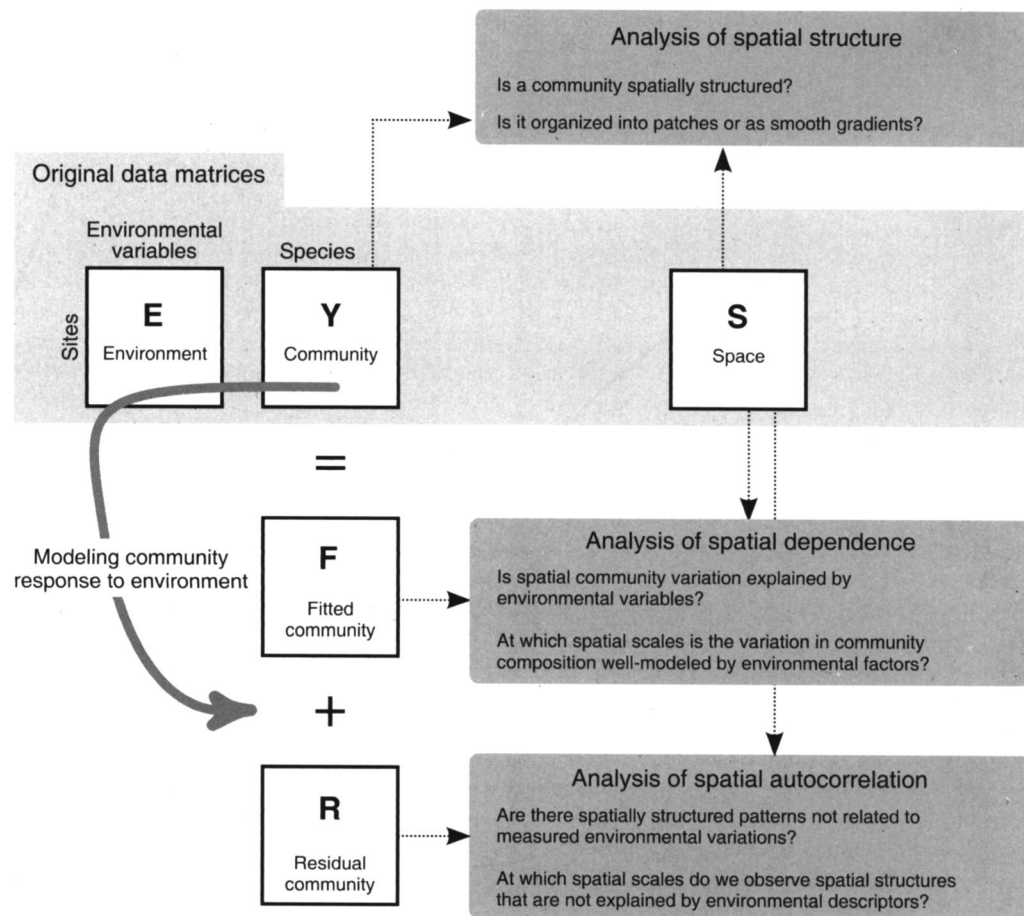 Analysis of spatial structure
Is a community spatially structured?
Is it organized into patches or as smooth gradients?
Original data matrices
Environmental
variables
Species
Sites
E
Environment
Y
Community
S
Space
=
Modeling community
response to environment
F
Fitted
community
Analysis of spatial dependence
Is spatial community variation explained by
environmental variables?
At which spatial scales is the variation in community
composition well-modeled by environmental factors?
+
R
Residual
community
Analysis of spatial autocorrelation
Are there spatially structured patterns not related to
measured environmental variations?
At which spatial scales do we observe spatial structures
that are not explained by environmental descriptors?